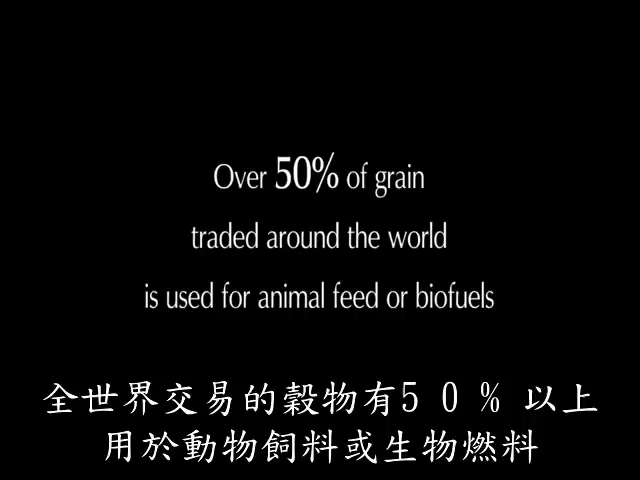 Over 50% of grain
traded around the world
is used for animal feed or biofuels
全世界交易的穀物有50% 以上
用於動物飼料或生物燃料